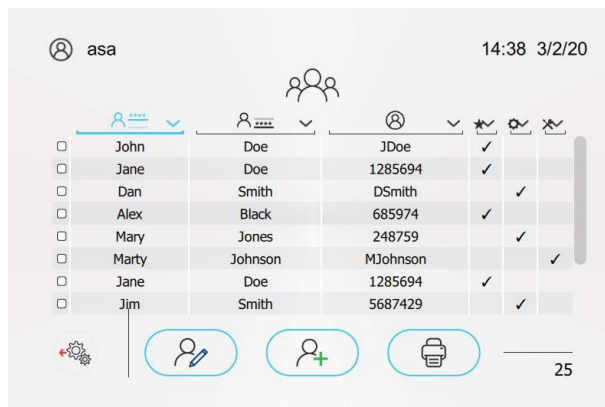 asa 14:38 3/2/20
John Doe JDoe ✓
Jane Doe 1285694 ✓
Dan Smith DSmith ✓
Alex Black 685974 ✓
Mary Jones 248759 ✓
Marty Johnson MJohnson ✓
Jane Doe 1285694 ✓
Jim Smith 5687429 ✓
25